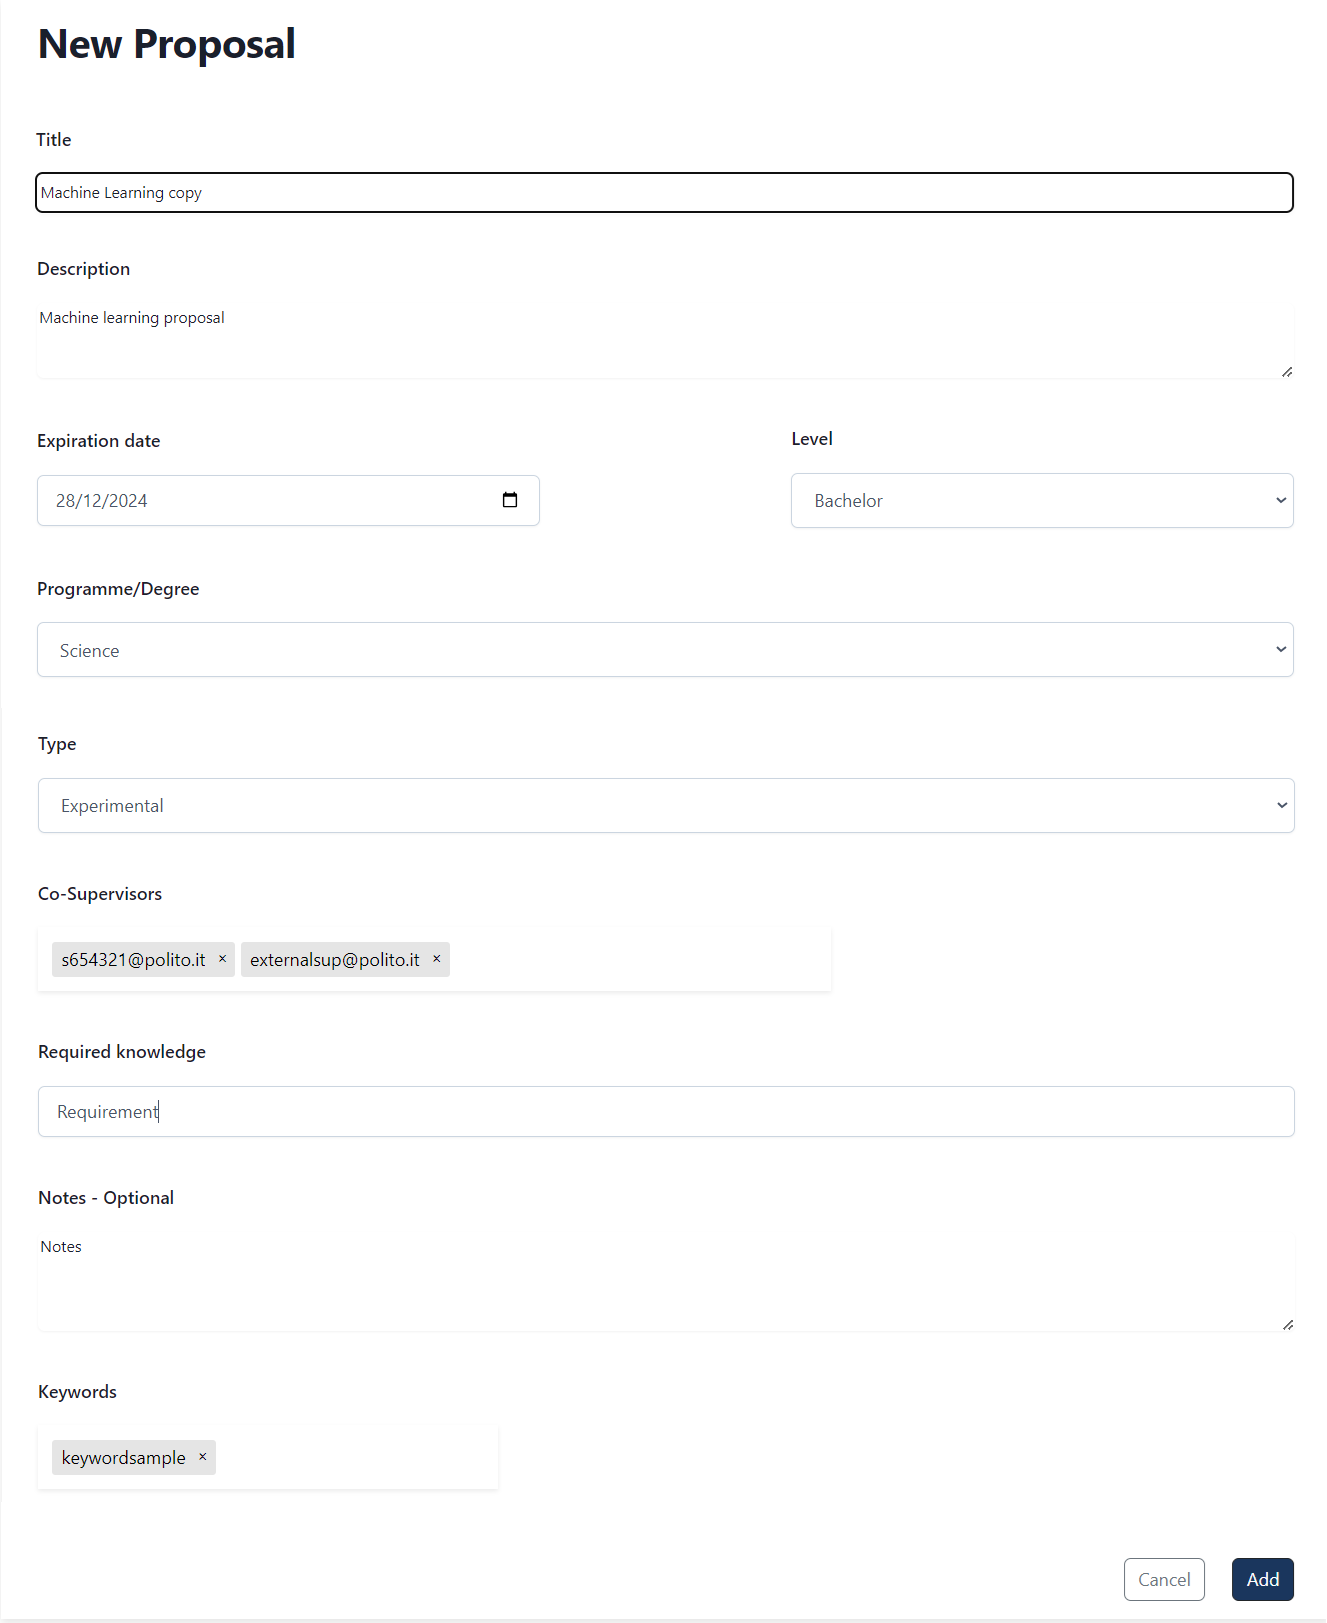 New Proposal
Title
Machine Learning copy
Description
Machine learning proposal
Expiration date
Level
28/12/2024
Bachelor
Programme/Degree
Science
Type
Experimental
Co-Supervisors
s654321@polito.it × externalsup@polito.it ×
Required knowledge
Requirement
Notes - Optional
Notes
Keywords
keywordsample ×
Cancel Add